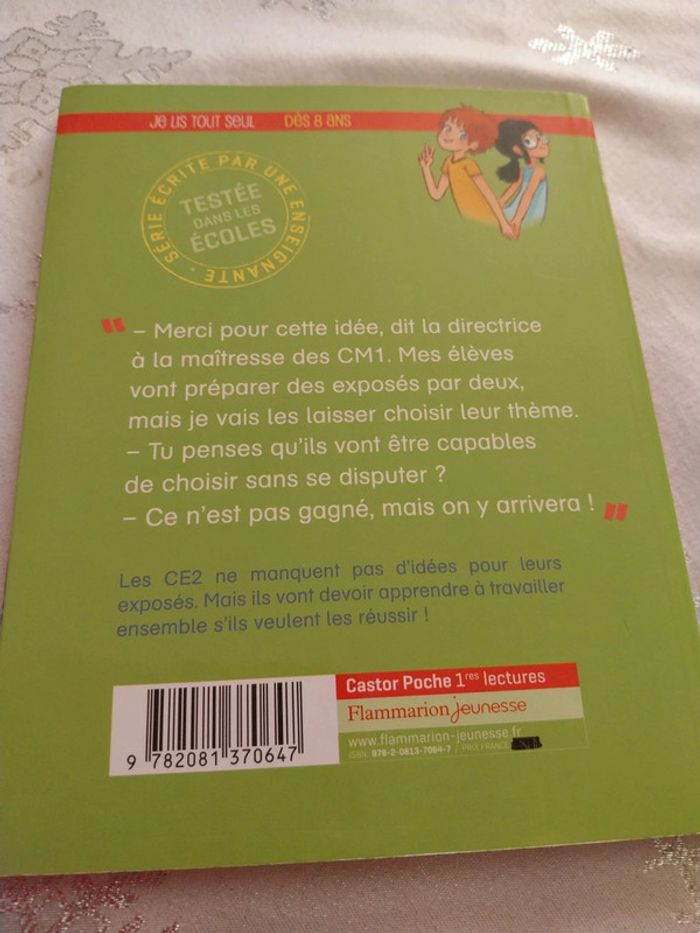 Je lis tout seul dès 8 ans
SÉRIE ÉCRITE PAR UNE ENSEIGNANTE •
TESTÉE
DANS LES
ÉCOLES
" – Merci pour cette idée, dit la directrice
à la maîtresse des CM1. Mes élèves
vont préparer des exposés par deux,
mais je vais les laisser choisir leur thème.
– Tu penses qu'ils vont être capables
de choisir sans se disputer ?
– Ce n'est pas gagné, mais on y arrivera ! "
Les CE2 ne manquent pas d'idées pour leurs
exposés. Mais ils vont devoir apprendre à travailler
ensemble s'ils veulent les réussir !
Castor Poche 1res lectures
Flammarion jeunesse
www.flammarion-jeunesse.fr
ISBN: 978-2-0813-7064-7 / PRIX FRANCE
9 782081 370647